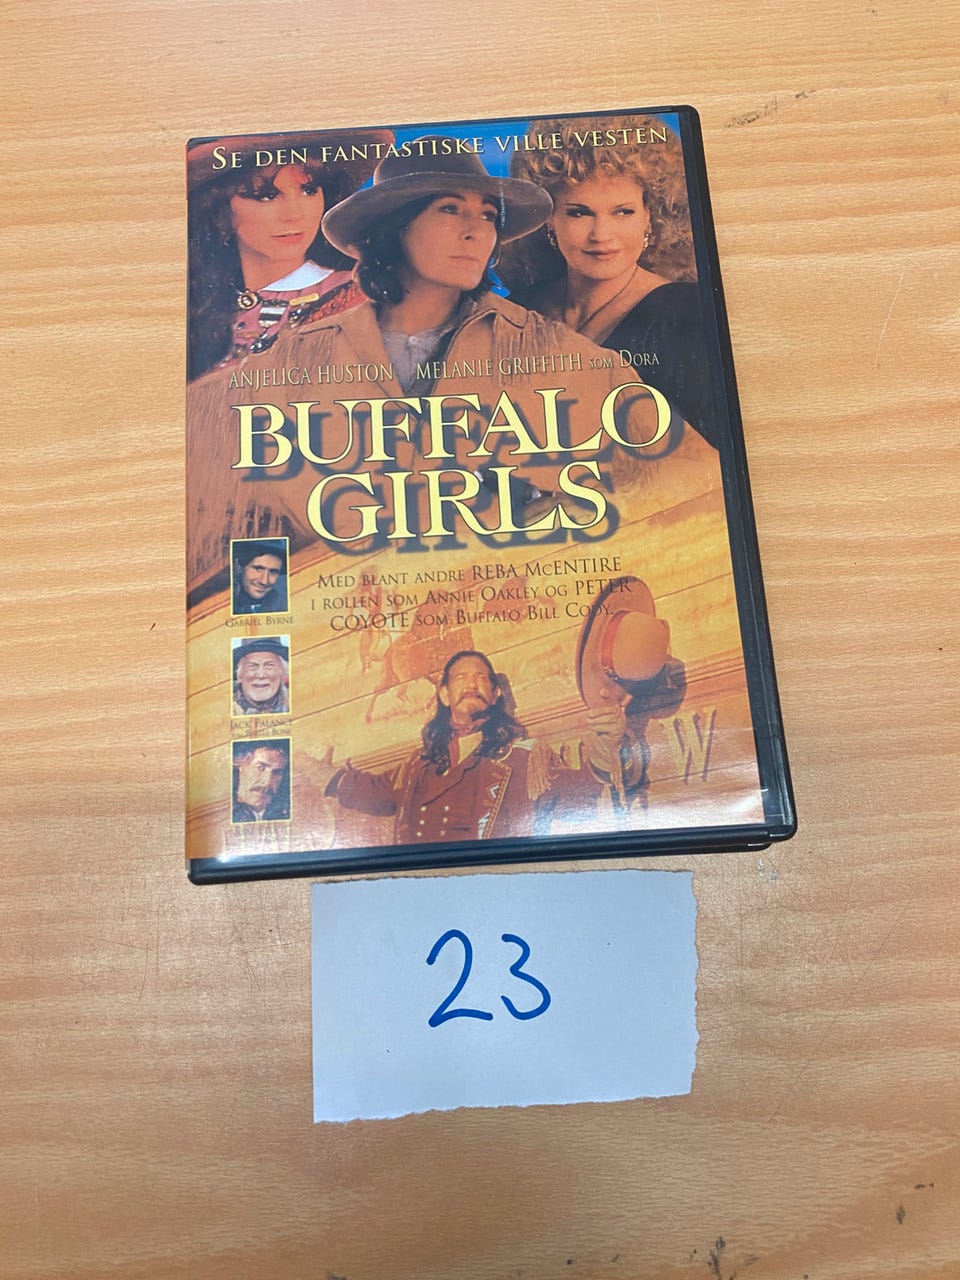 SE DEN FANTASTISKE VILLE VESTEN
ANJELICA HUSTON MELANIE GRIFFITH SOM DORA
BUFFALO
GIRLS
MED BLANT ANDRE REBA McENTIRE
I ROLLEN SOM ANNIE OAKLEY OG PETER
COYOTE SOM BUFFALO BILL CODY.
GABRIEL BYRNE
JACK PALANCE
W
23